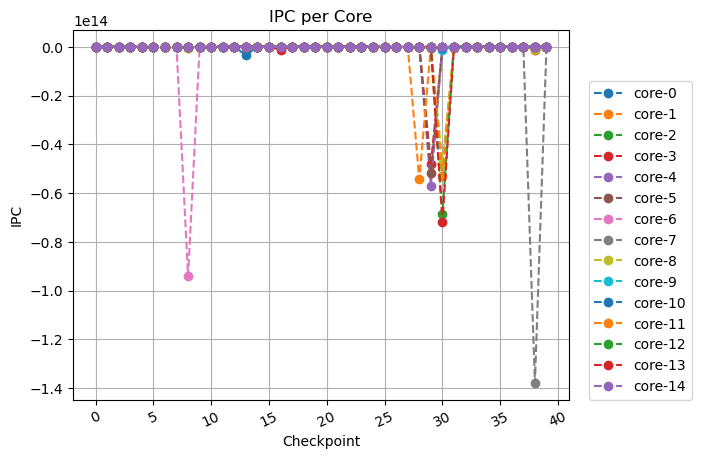 IPC per Core
1e14
0.0
−0.2
−0.4
−0.6
−0.8
−1.0
−1.2
−1.4
IPC
0
5
10
15
20
25
30
35
40
Checkpoint
core-0
core-1
core-2
core-3
core-4
core-5
core-6
core-7
core-8
core-9
core-10
core-11
core-12
core-13
core-14